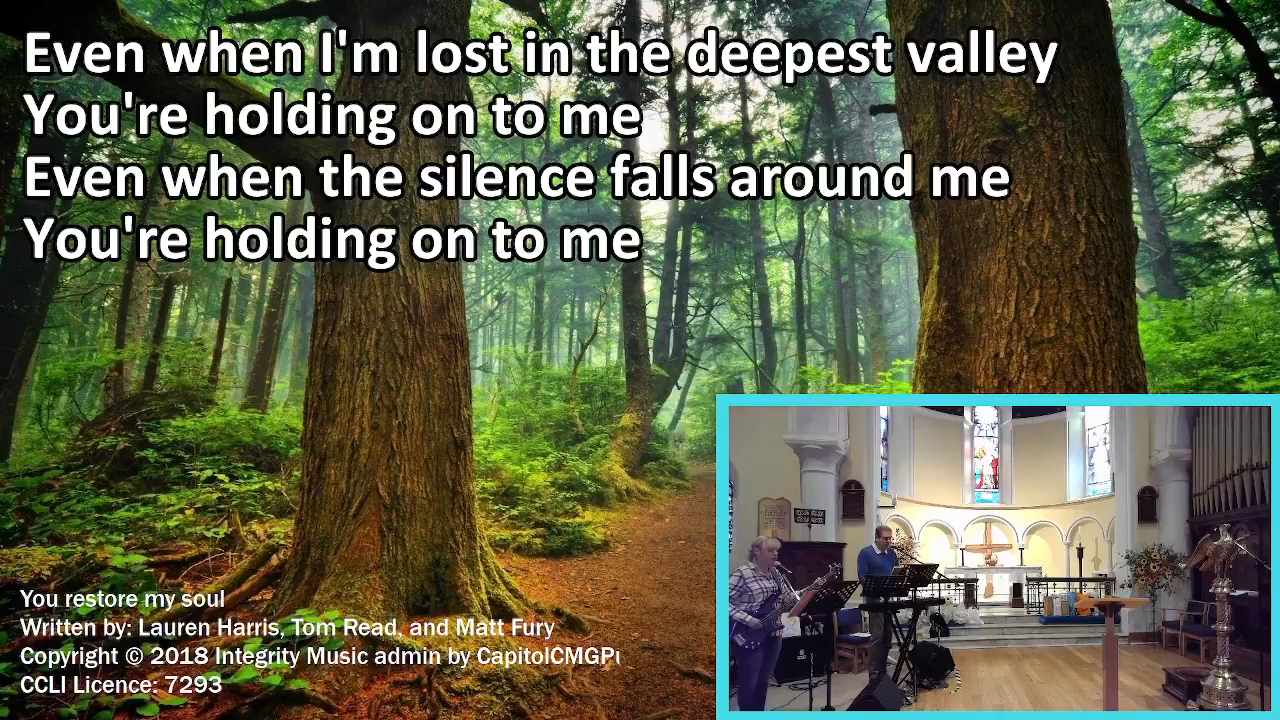 Even when I'm lost in the deepest valley
You're holding on to me
Even when the silence falls around me
You're holding on to me
You restore my soul
Written by: Lauren Harris, Tom Read, and Matt Fury
Copyright © 2018 Integrity Music admin by CapitolCMGPu
CCLI Licence: 7293